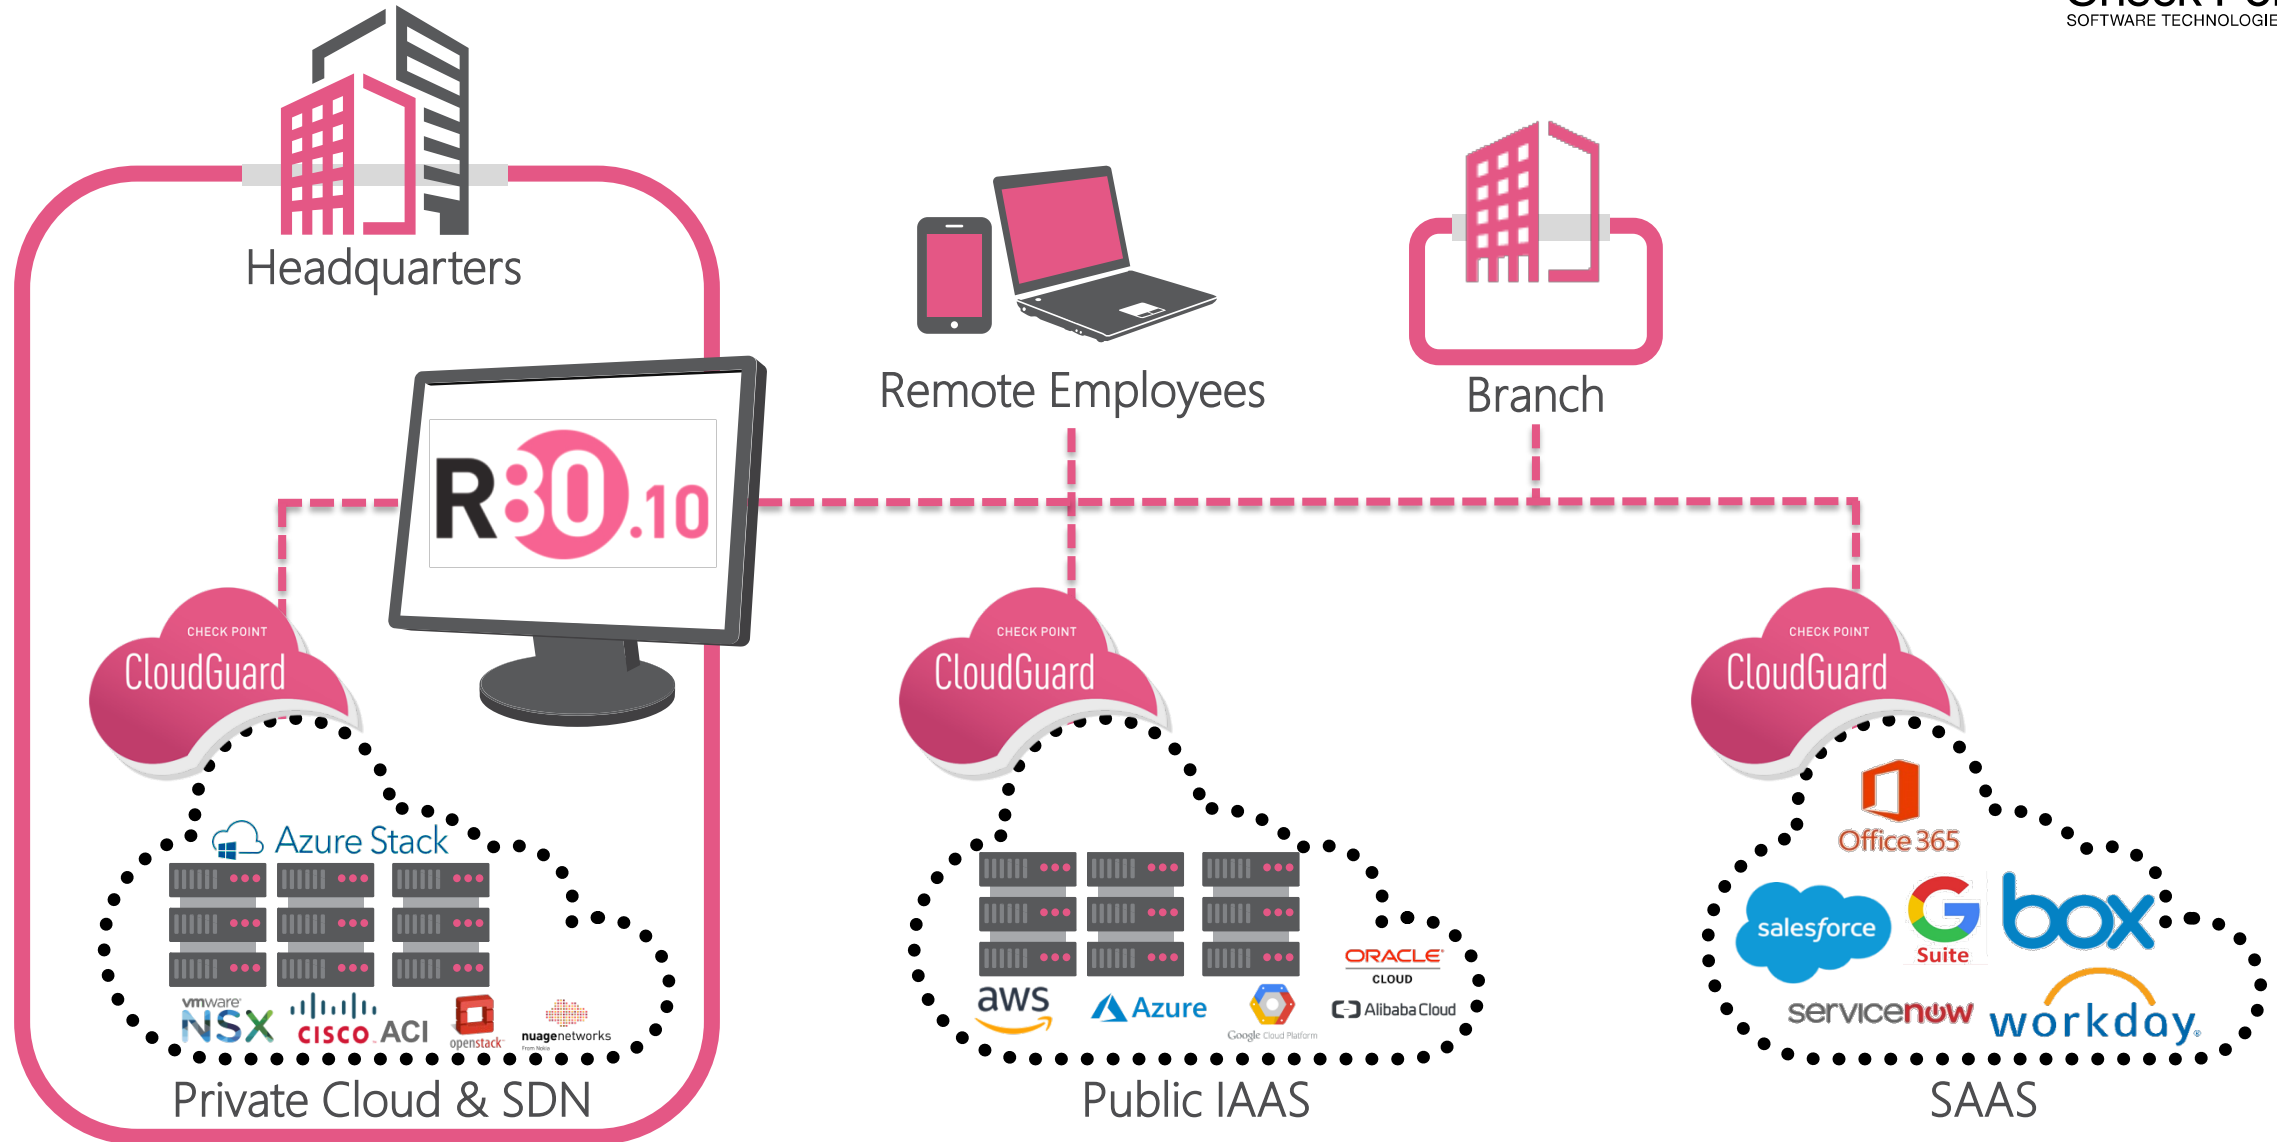 SOFTWARE TECHNOLOGIE
Headquarters
Remote Employees
Branch
R80.10
CHECK POINT
CloudGuard
CHECK POINT
CloudGuard
CHECK POINT
CloudGuard
Azure Stack
vmware
NSX
CISCO ACI
openstack
nuagenetworks
From Nokia
Private Cloud & SDN
ORACLE
CLOUD
aws
Azure
Google Cloud Platform
Alibaba Cloud
Public IAAS
Office 365
salesforce
G
Suite
box
servicenow
workday
SAAS